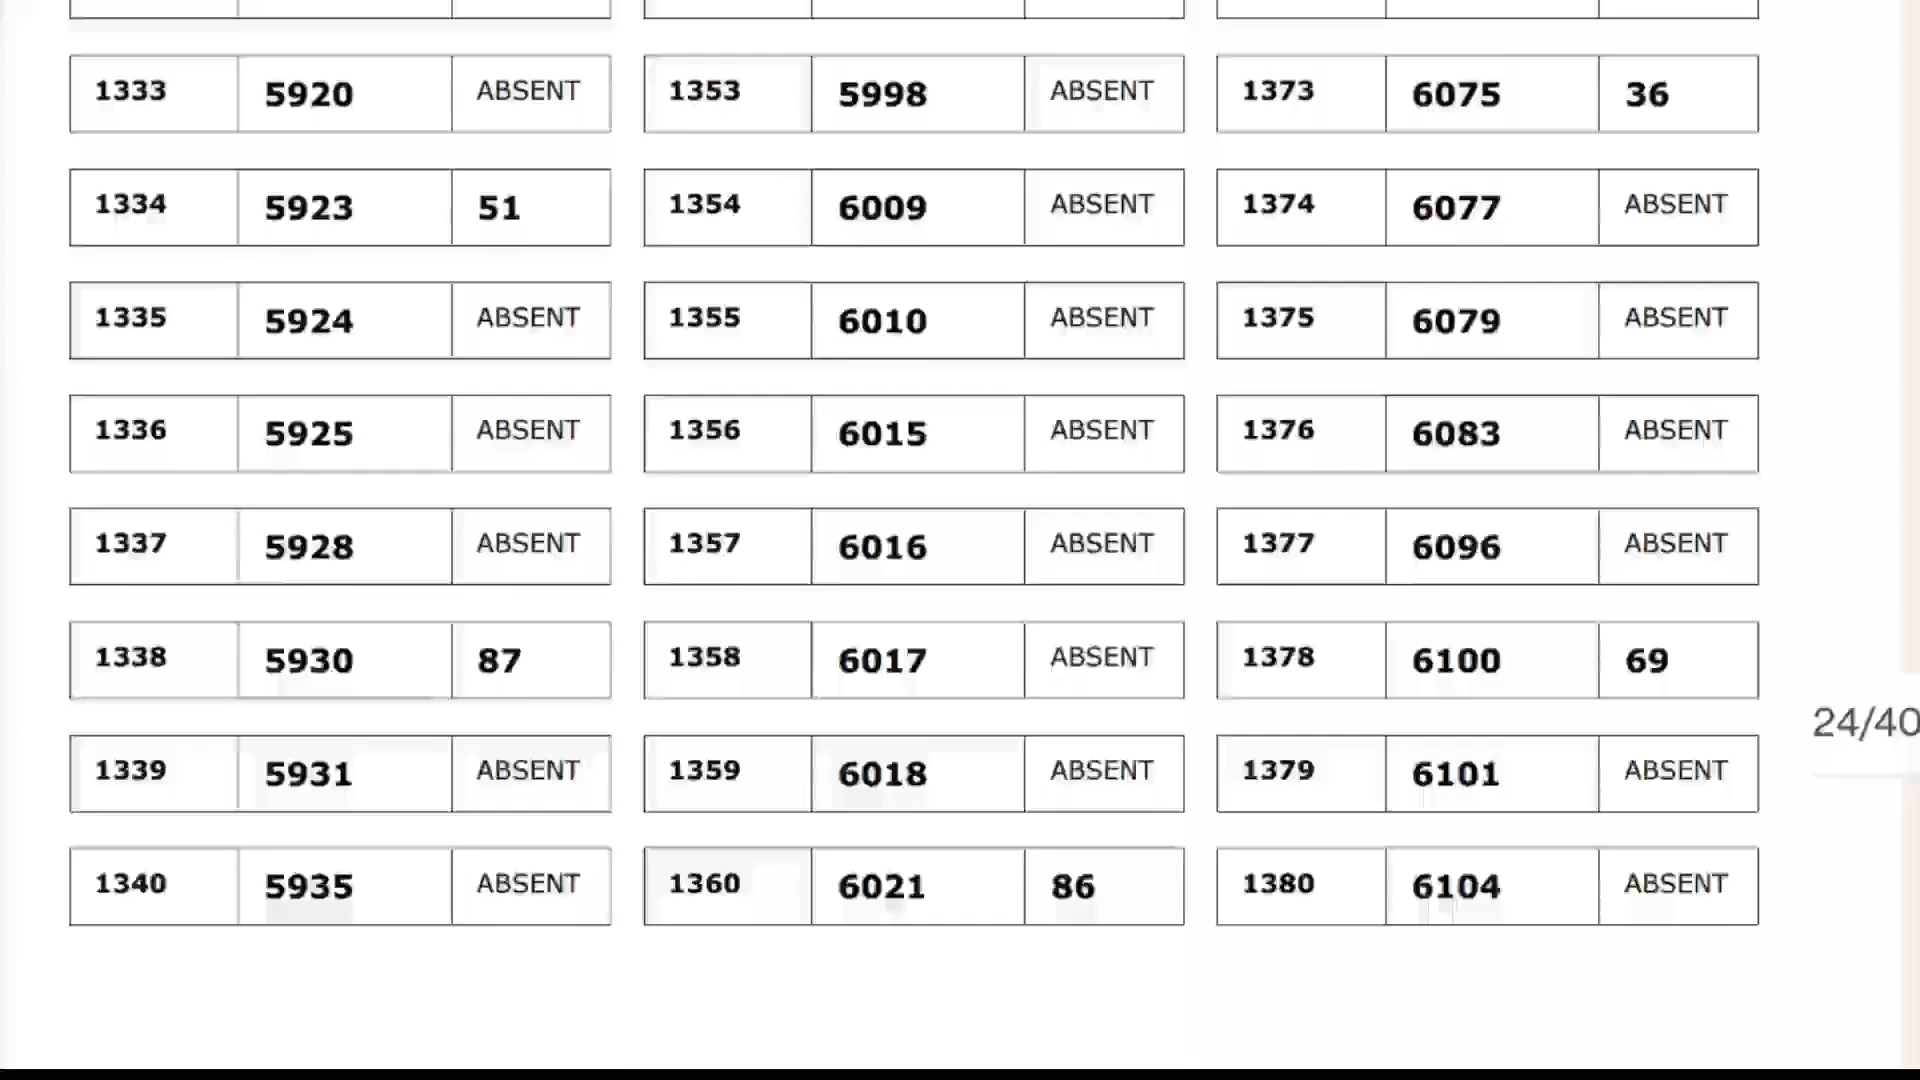 1333 5920 ABSENT 1353 5998 ABSENT 1373 6075 36
1334 5923 51 1354 6009 ABSENT 1374 6077 ABSENT
1335 5924 ABSENT 1355 6010 ABSENT 1375 6079 ABSENT
1336 5925 ABSENT 1356 6015 ABSENT 1376 6083 ABSENT
1337 5928 ABSENT 1357 6016 ABSENT 1377 6096 ABSENT
1338 5930 87 1358 6017 ABSENT 1378 6100 69
24/40
1339 5931 ABSENT 1359 6018 ABSENT 1379 6101 ABSENT
1340 5935 ABSENT 1360 6021 86 1380 6104 ABSENT